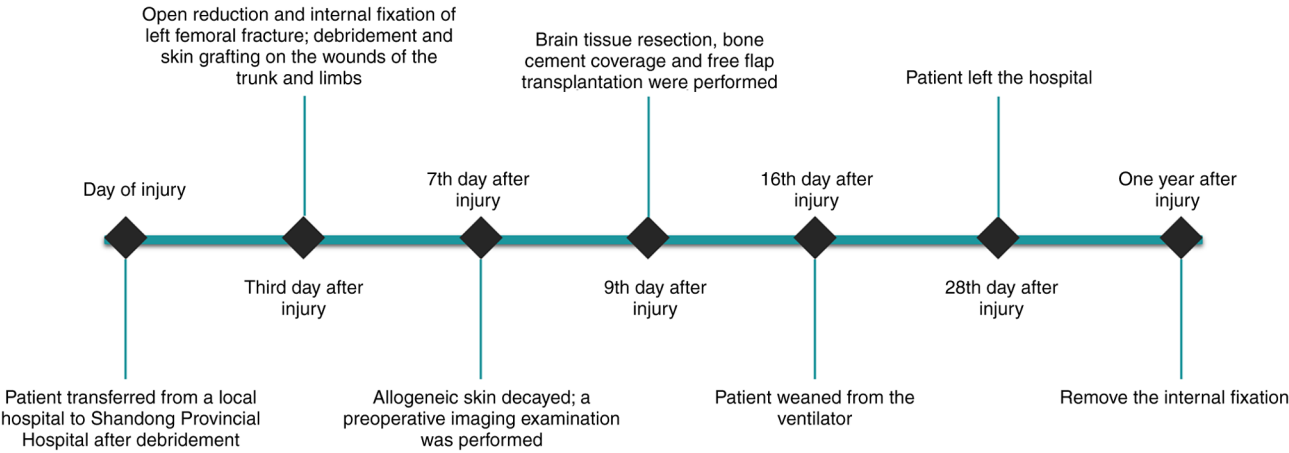 Open reduction and internal fixation of
left femoral fracture; debridement and
skin grafting on the wounds of the
trunk and limbs
Brain tissue resection, bone
cement coverage and free flap
transplantation were performed
Patient left the hospital
Day of injury
7th day after
injury
16th day after
injury
One year after
injury
Third day after
injury
9th day after
injury
28th day after
injury
Patient transferred from a local
hospital to Shandong Provincial
Hospital after debridement
Allogeneic skin decayed; a
preoperative imaging examination
was performed
Patient weaned from the
ventilator
Remove the internal fixation